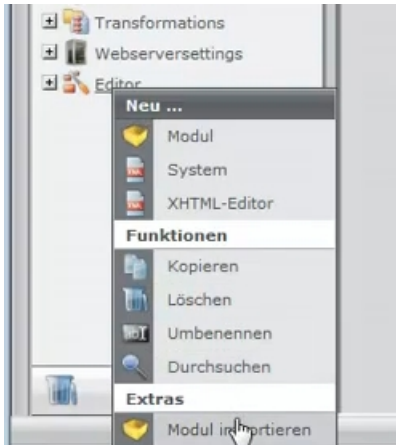 Transformations
Webserversettings
Editor
Neu ...
Modul
System
XHTML-Editor
Funktionen
Kopieren
Löschen
Umbenennen
Durchsuchen
Extras
Modul importieren